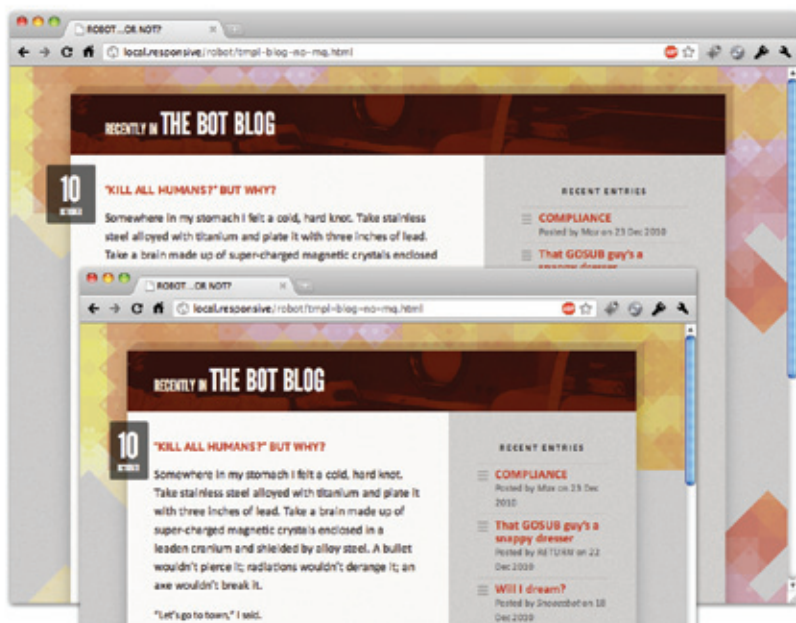 ROBOT...OR NOT?
local.responsive/robot/tmpl-blog-no-mq.html
RECENTLY IN THE BOT BLOG
10
OCTOBER
"KILL ALL HUMANS?" BUT WHY?
Somewhere in my stomach I felt a cold, hard knot. Take stainless
steel alloyed with titanium and plate it with three inches of lead.
Take a brain made up of super-charged magnetic crystals enclosed
RECENT ENTRIES
COMPLIANCE
Posted by Max on 23 Dec 2010
That GOSUB guy's a
snappy dresser
ROBOT...OR NOT?
local.responsive/robot/tmpl-blog-no-mq.html
RECENTLY IN THE BOT BLOG
10
OCTOBER
"KILL ALL HUMANS?" BUT WHY?
Somewhere in my stomach I felt a cold, hard knot.
Take stainless steel alloyed with titanium and plate it
with three inches of lead. Take a brain made up of
super-charged magnetic crystals enclosed in a
leaden cranium and shielded by alloy steel. A bullet
wouldn't pierce it; radiations wouldn't derange it; an
axe wouldn't break it.
"Let's go to town," I said.
RECENT ENTRIES
COMPLIANCE
Posted by Max on 23 Dec
2010
That GOSUB guy's a
snappy dresser
Posted by RETURN on 22
Dec 2010
Will I dream?
Posted by Snowsbot on 18
Dec 2010